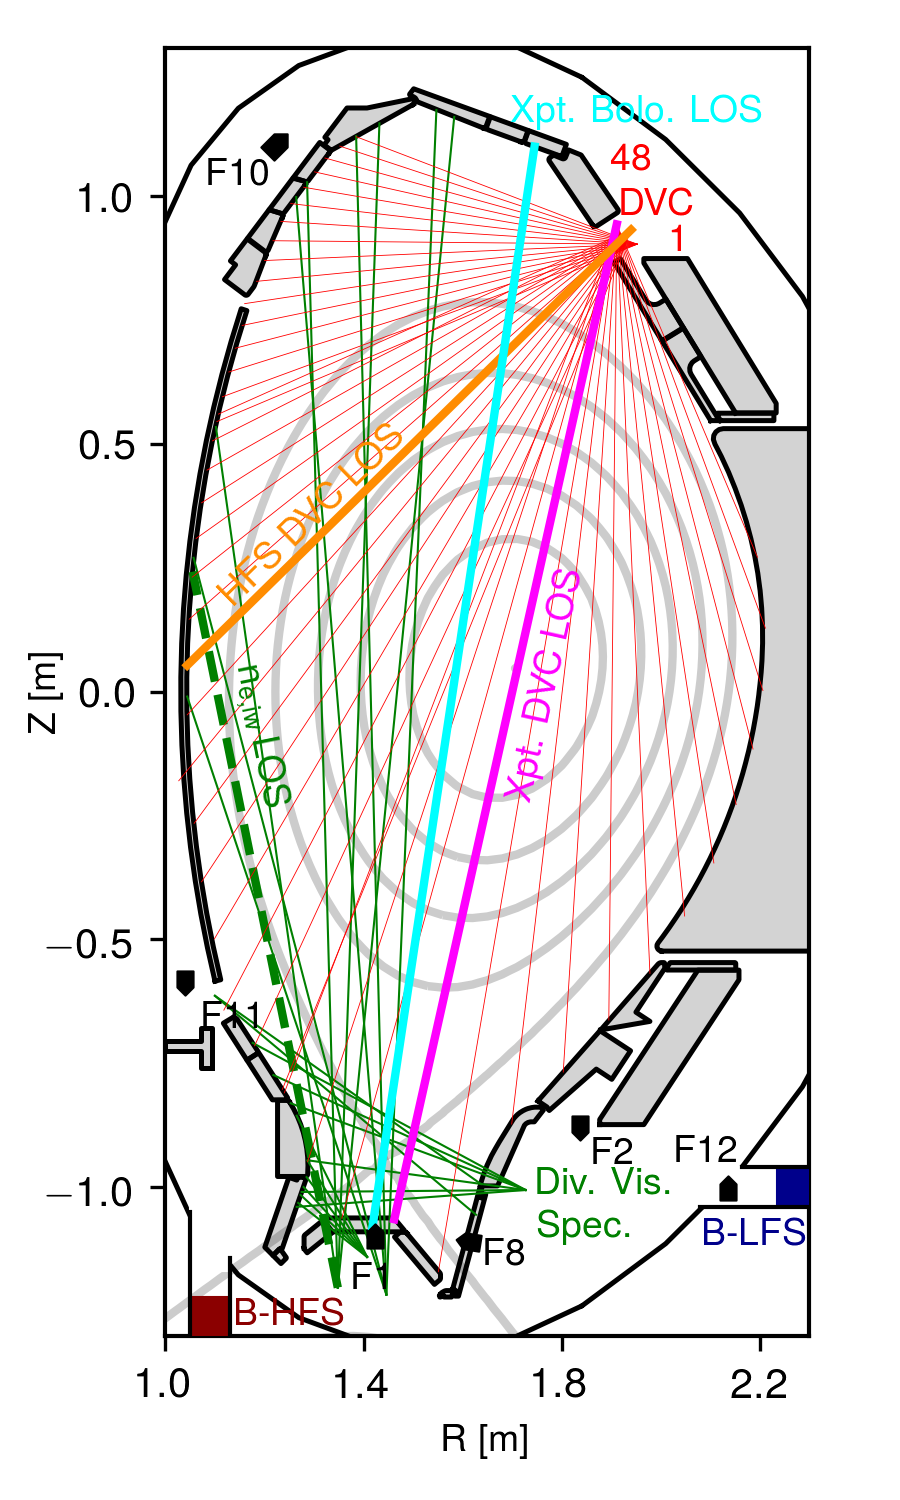 Xpt. Bolo. LOS
F10
48
DVC
1
1.0
0.5
0.0
−0.5
−1.0
Z [m]
HFS DVC LOS
n_{e,iw} LOS
Xpt. DVC LOS
F11
F2
F12
Div. Vis.
Spec.
B-LFS
F8
F1
B-HFS
1.0
1.4
1.8
2.2
R [m]